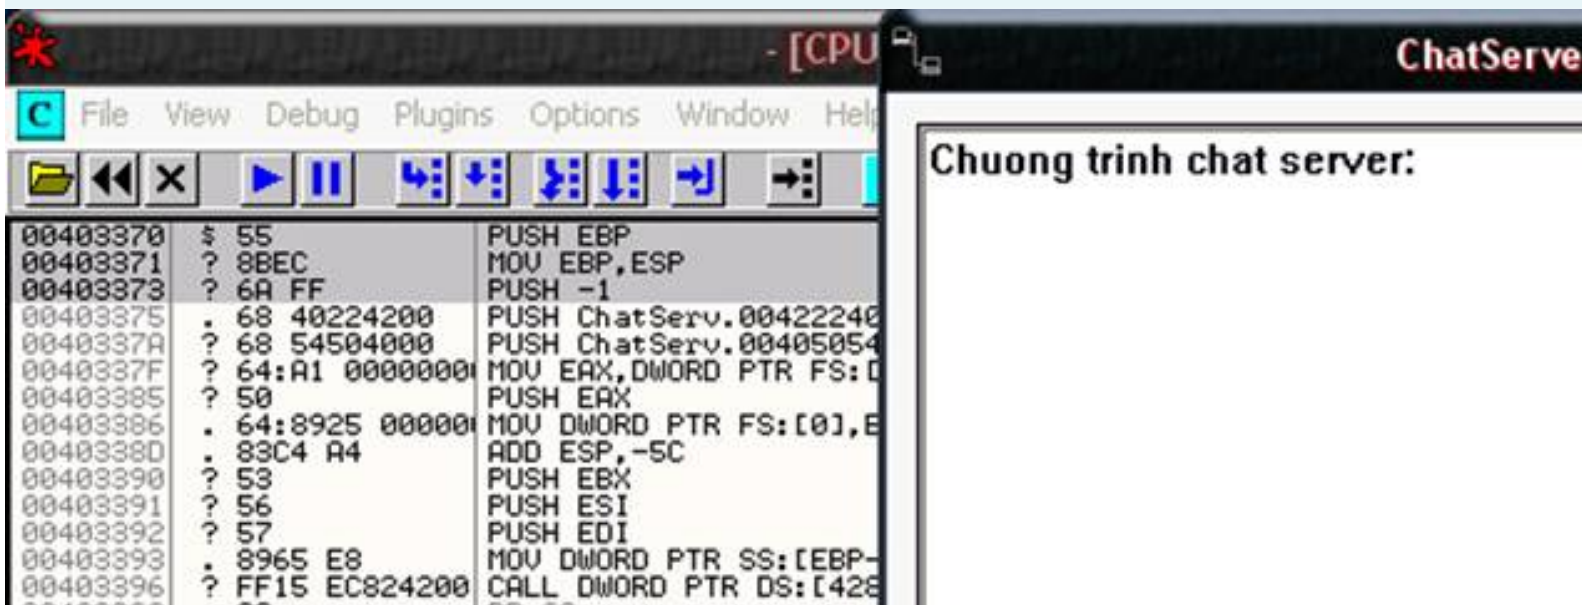 - [CPU
ChatServe
C File View Debug Plugins Options Window Help
Chuong trinh chat server:
00403370 $ 55 PUSH EBP
00403371 ? 8BEC MOV EBP,ESP
00403373 ? 6A FF PUSH -1
00403375 . 68 40224200 PUSH ChatServ.00422240
0040337A ? 68 54504000 PUSH ChatServ.00405054
0040337F ? 64:A1 0000000 MOV EAX,DWORD PTR FS:[
00403385 ? 50 PUSH EAX
00403386 . 64:8925 00000 MOV DWORD PTR FS:[0],E
0040338D . 83C4 A4 ADD ESP,-5C
00403390 ? 53 PUSH EBX
00403391 ? 56 PUSH ESI
00403392 ? 57 PUSH EDI
00403393 . 8965 E8 MOV DWORD PTR SS:[EBP-
00403396 ? FF15 EC824200 CALL DWORD PTR DS:[428